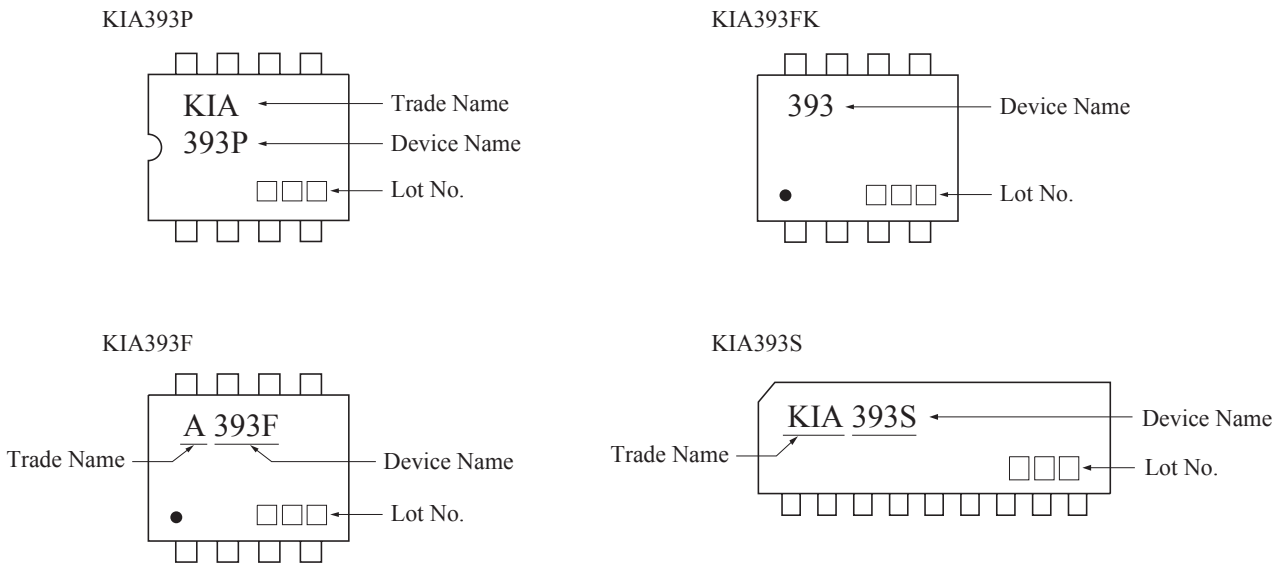 KIA393P
KIA
Trade Name
393P
Device Name
Lot No.
KIA393FK
393
Device Name
Lot No.
KIA393F
A 393F
Trade Name
Device Name
Lot No.
KIA393S
KIA 393S
Device Name
Trade Name
Lot No.